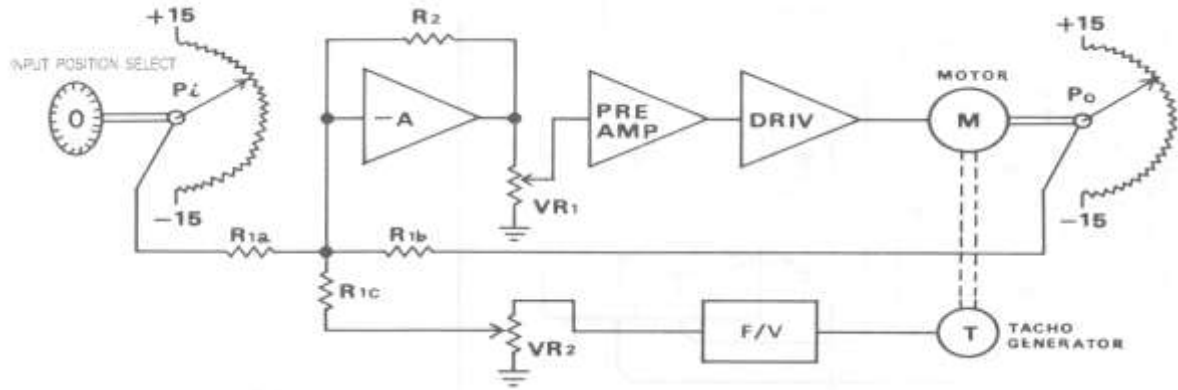 +15
INPUT POSITION SELECT
0
Pi
-15
R2
-A
VR1
PRE
AMP
DRIV
MOTOR
M
Po
+15
-15
R1a
R1b
R1c
VR2
F/V
T
TACHO
GENERATOR